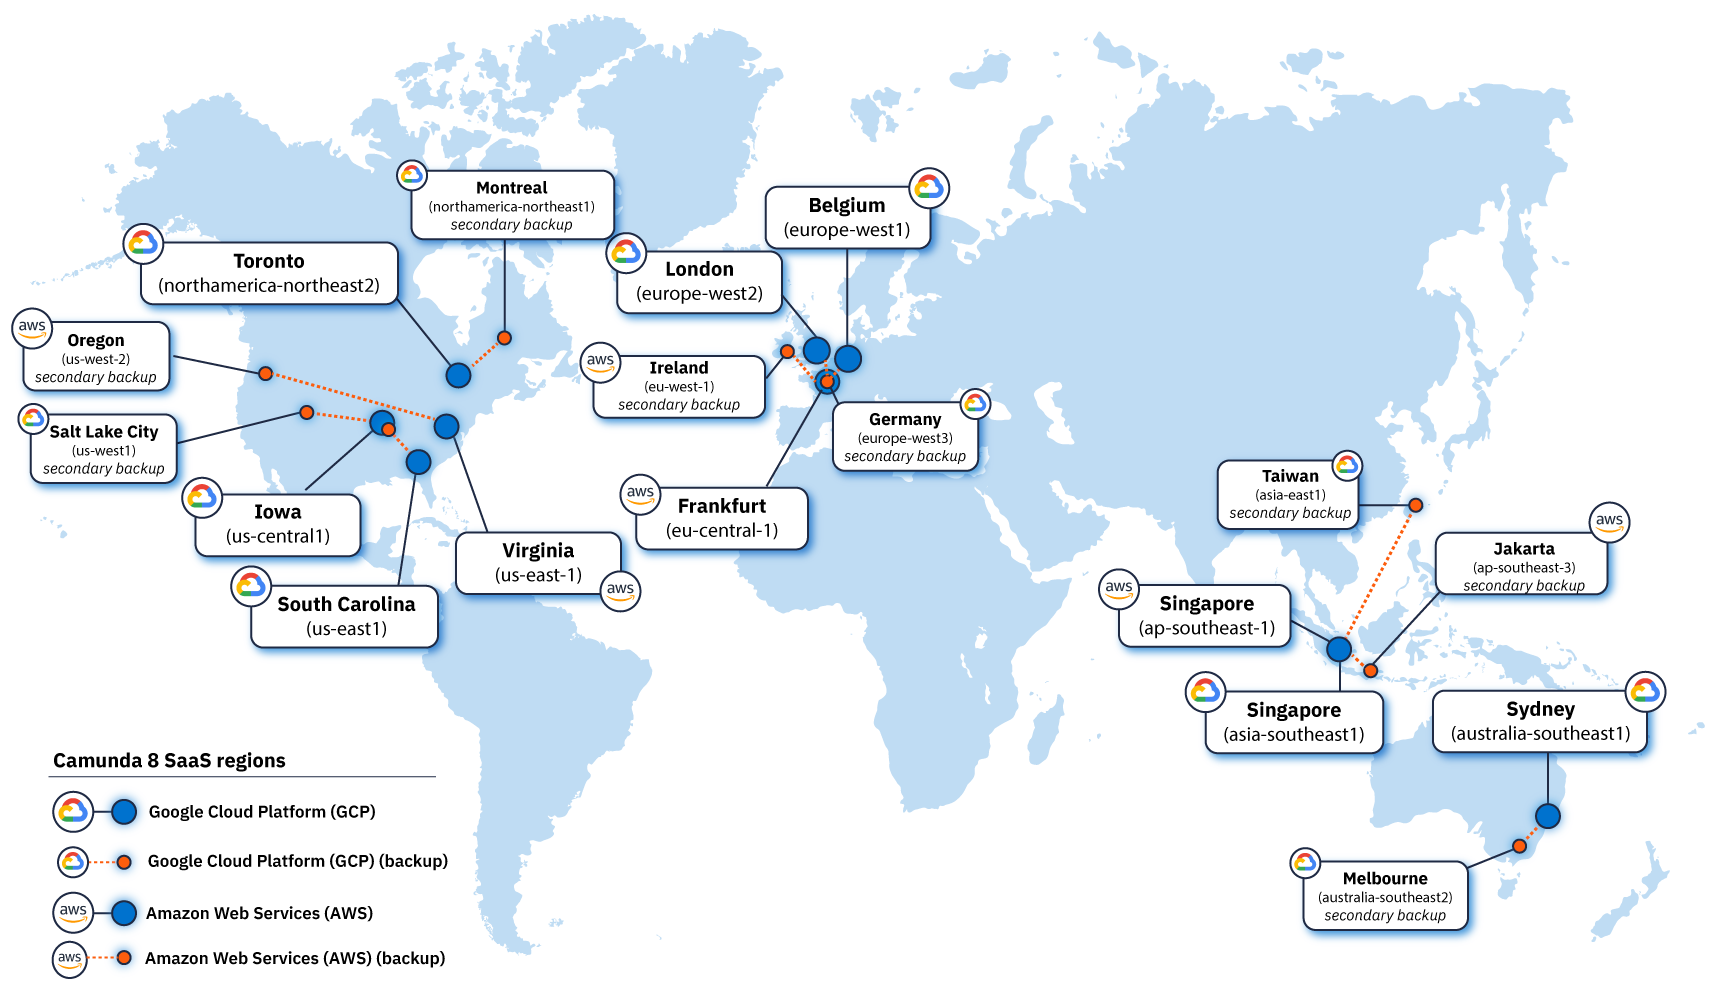 Montreal
(northamerica-northeast1)
secondary backup
Belgium
(europe-west1)
Toronto
(northamerica-northeast2)
London
(europe-west2)
aws
Oregon
(us-west-2)
secondary backup
aws
Ireland
(eu-west-1)
secondary backup
Salt Lake City
(us-west1)
secondary backup
Germany
(europe-west3)
secondary backup
Iowa
(us-central1)
aws
Frankfurt
(eu-central-1)
Taiwan
(asia-east1)
secondary backup
Virginia
(us-east-1)
aws
aws
Jakarta
(ap-southeast-3)
secondary backup
South Carolina
(us-east1)
aws
Singapore
(ap-southeast-1)
Singapore
(asia-southeast1)
Sydney
(australia-southeast1)
Melbourne
(australia-southeast2)
secondary backup
Camunda 8 SaaS regions
Google Cloud Platform (GCP)
Google Cloud Platform (GCP) (backup)
aws
Amazon Web Services (AWS)
aws
Amazon Web Services (AWS) (backup)